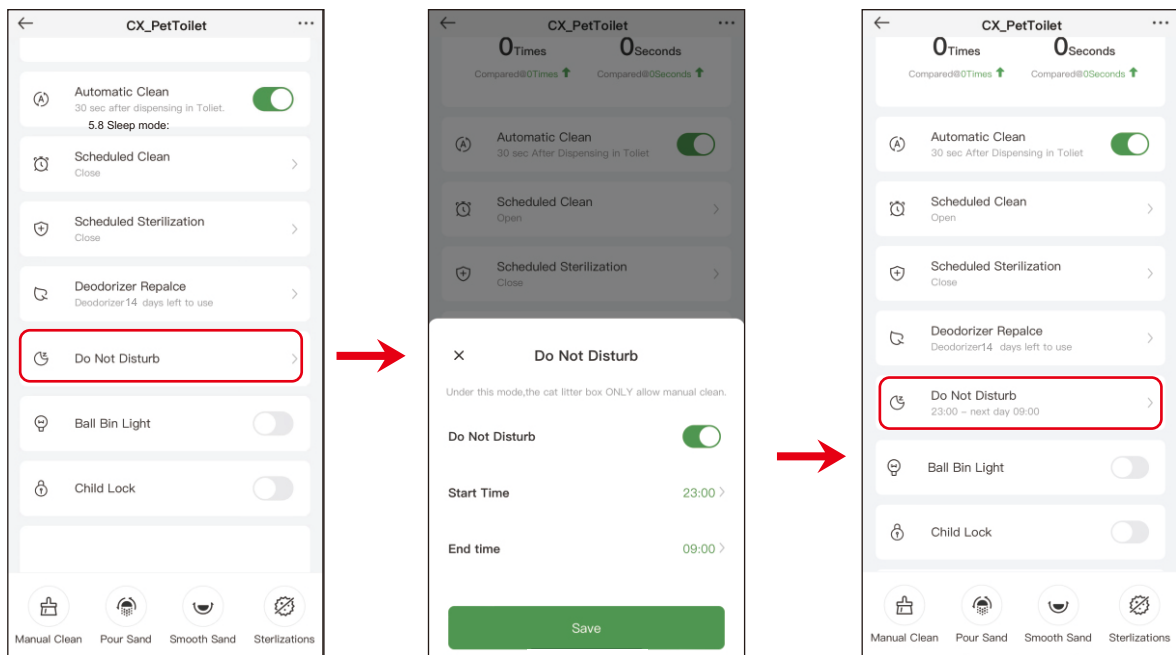 CX_PetToilet
Automatic Clean
30 sec after dispensing in Toliet.
5.8 Sleep mode:
Scheduled Clean
Close
Scheduled Sterilization
Close
Deodorizer Repalce
Deodorizer14 days left to use
Do Not Disturb
Ball Bin Light
Child Lock
Manual Clean Pour Sand Smooth Sand Sterlizations
CX_PetToilet
0Times 0Seconds
Compared@0Times Compared@0Seconds
Automatic Clean
30 sec After Dispensing in Toliet
Scheduled Clean
Open
Scheduled Sterilization
Close
Do Not Disturb
Under this mode,the cat litter box ONLY allow manual clean.
Do Not Disturb
Start Time 23:00
End time 09:00
Save
CX_PetToilet
0Times 0Seconds
Compared@0Times Compared@0Seconds
Automatic Clean
30 sec After Dispensing in Toliet
Scheduled Clean
Open
Scheduled Sterilization
Close
Deodorizer Repalce
Deodorizer14 days left to use
Do Not Disturb
23:00 – next day 09:00
Ball Bin Light
Child Lock
Manual Clean Pour Sand Smooth Sand Sterlizations